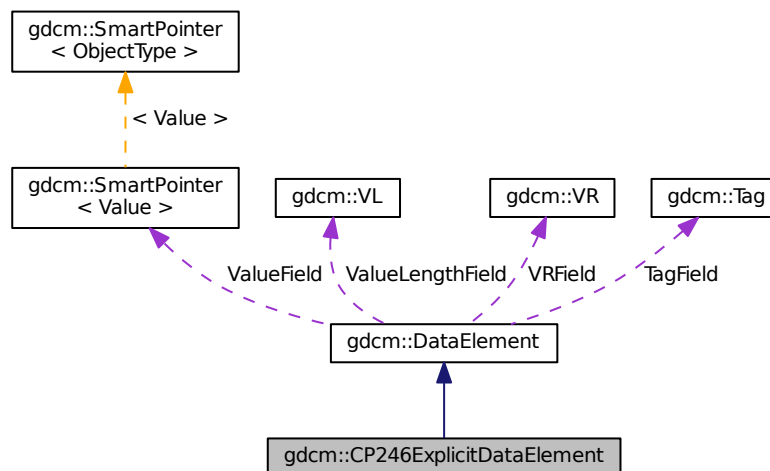 gdcm::SmartPointer
< ObjectType >
< Value >
gdcm::SmartPointer
< Value >
gdcm::VL
gdcm::VR
gdcm::Tag
ValueField
ValueLengthField
VRField
TagField
gdcm::DataElement
gdcm::CP246ExplicitDataElement